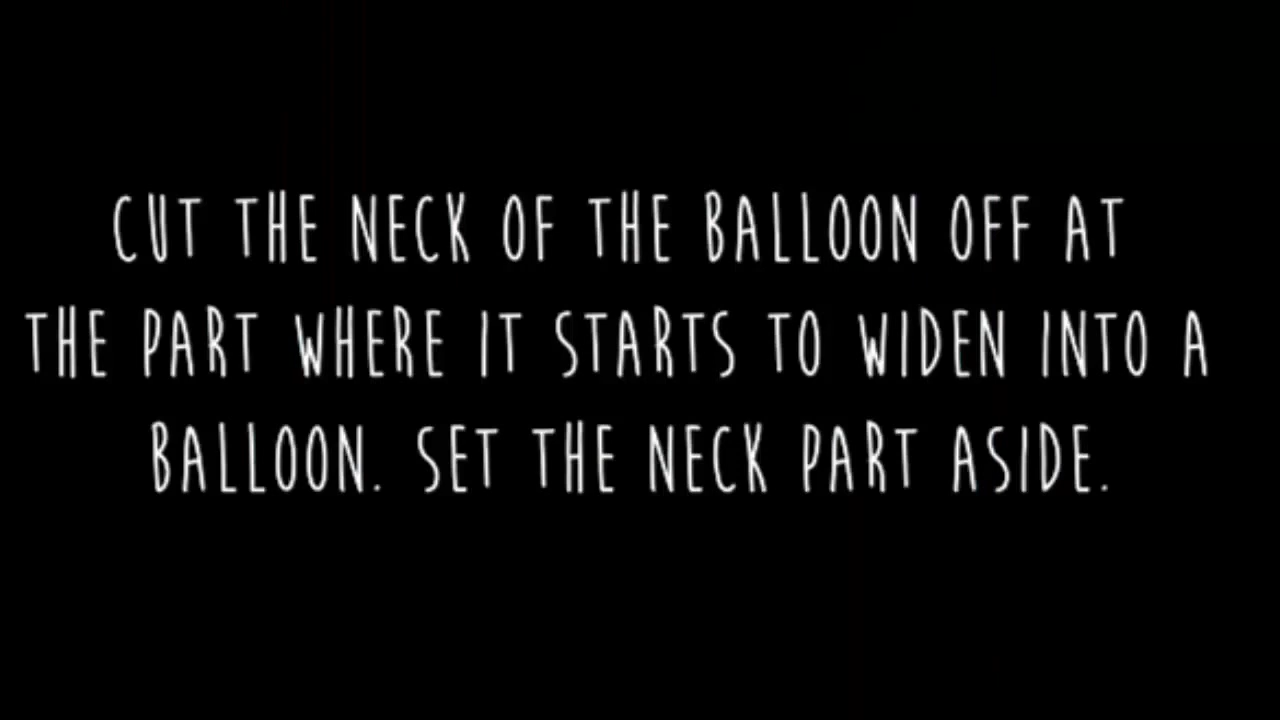 CUT THE NECK OF THE BALLOON OFF AT
THE PART WHERE IT STARTS TO WIDEN INTO A
BALLOON. SET THE NECK PART ASIDE.